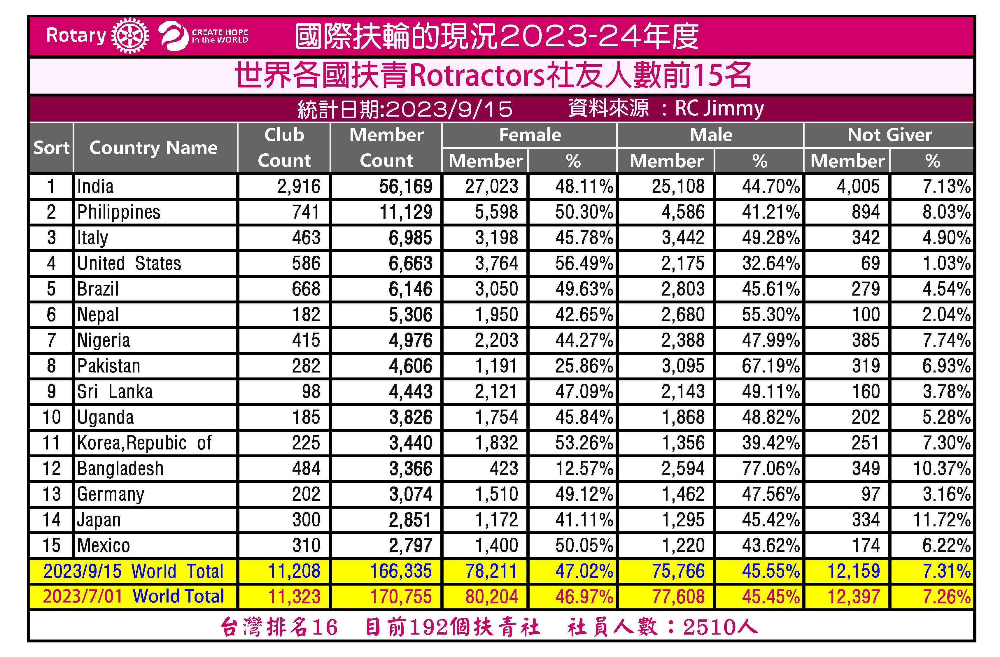 Rotary CREATE HOPE in the WORLD 國際扶輪的現況2023-24年度
世界各國扶青Rotractors社友人數前15名
統計日期:2023/9/15 資料來源 : RC Jimmy
Sort Country Name Club Count Member Count Female Male Not Giver
Member % Member % Member %
1 India 2,916 56,169 27,023 48.11% 25,108 44.70% 4,005 7.13%
2 Philippines 741 11,129 5,598 50.30% 4,586 41.21% 894 8.03%
3 Italy 463 6,985 3,198 45.78% 3,442 49.28% 342 4.90%
4 United States 586 6,663 3,764 56.49% 2,175 32.64% 69 1.03%
5 Brazil 668 6,146 3,050 49.63% 2,803 45.61% 279 4.54%
6 Nepal 182 5,306 1,950 42.65% 2,680 55.30% 100 2.04%
7 Nigeria 415 4,976 2,203 44.27% 2,388 47.99% 385 7.74%
8 Pakistan 282 4,606 1,191 25.86% 3,095 67.19% 319 6.93%
9 Sri Lanka 98 4,443 2,121 47.09% 2,143 49.11% 160 3.78%
10 Uganda 185 3,826 1,754 45.84% 1,868 48.82% 202 5.28%
11 Korea,Repubic of 225 3,440 1,832 53.26% 1,356 39.42% 251 7.30%
12 Bangladesh 484 3,366 423 12.57% 2,594 77.06% 349 10.37%
13 Germany 202 3,074 1,510 49.12% 1,462 47.56% 97 3.16%
14 Japan 300 2,851 1,172 41.11% 1,295 45.42% 334 11.72%
15 Mexico 310 2,797 1,400 50.05% 1,220 43.62% 174 6.22%
2023/9/15 World Total 11,208 166,335 78,211 47.02% 75,766 45.55% 12,159 7.31%
2023/7/01 World Total 11,323 170,755 80,204 46.97% 77,608 45.45% 12,397 7.26%
台灣排名16 目前192個扶青社 社員人數：2510人